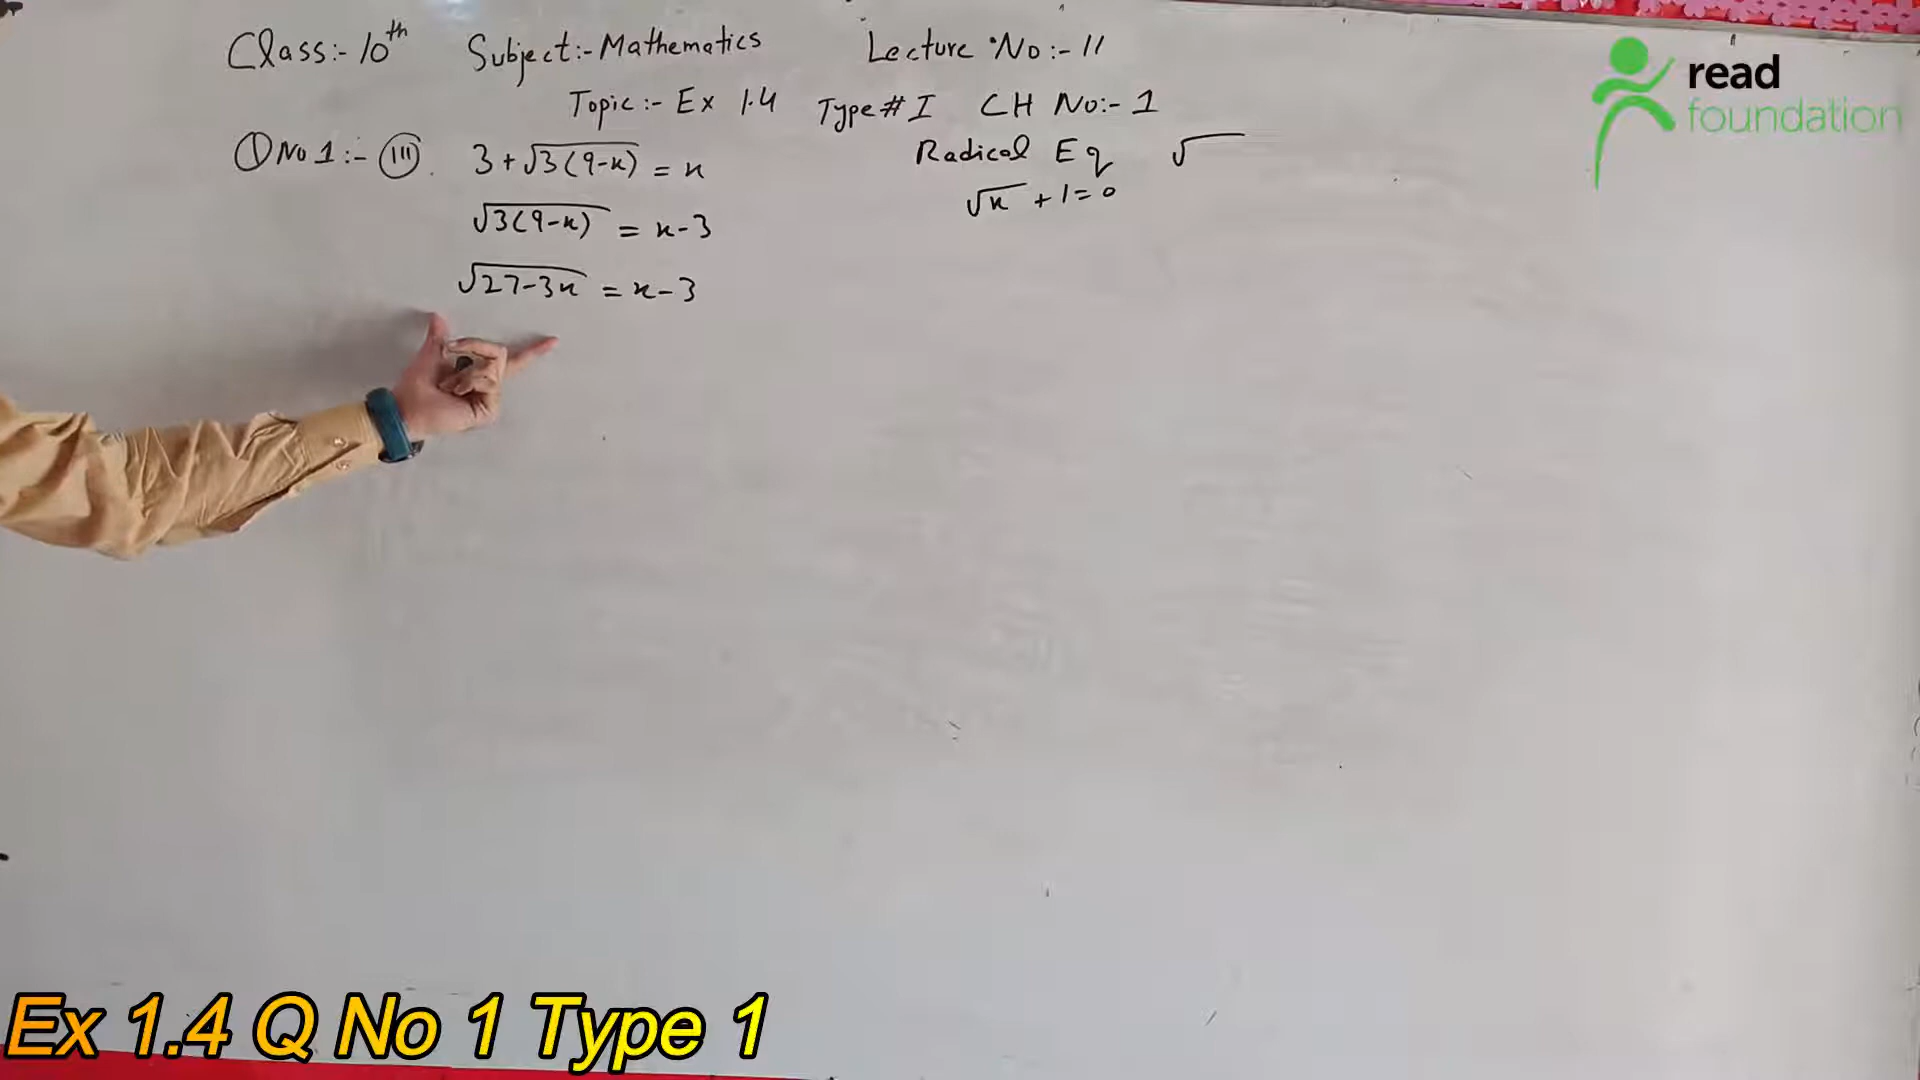 Class:- 10th Subject:- Mathematics Lecture No:- 11
Topic:- Ex 1.4 Type # I CH No:- 1
Q No 1:- (III). 3 + √3(9-x) = x
√3(9-x) = x-3
√27-3x = x-3
Radical Eq √
√x + 1 = 0
read
foundation
Ex 1.4 Q No 1 Type 1